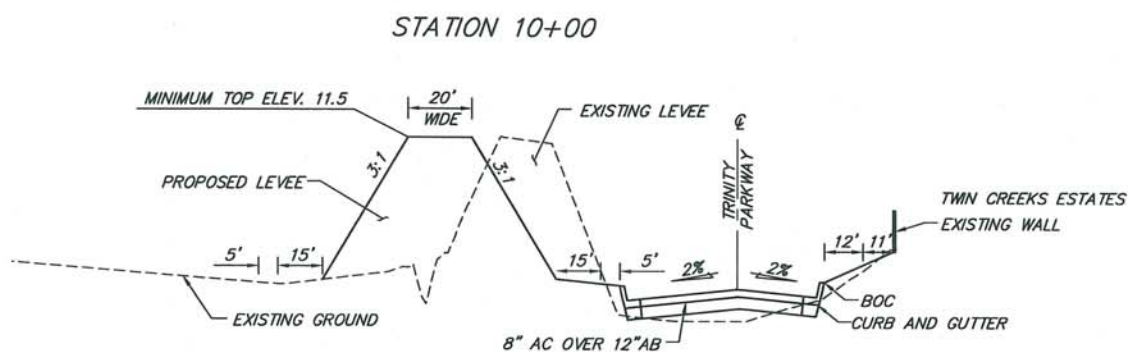 STATION 10+00
MINIMUM TOP ELEV. 11.5
20'
WIDE
EXISTING LEVEE
℄
3:1
3:1
PROPOSED LEVEE
TRINITY
PARKWAY
TWIN CREEKS ESTATES
EXISTING WALL
5'
15'
15'
5'
2%
2%
12'
11'
EXISTING GROUND
BOC
CURB AND GUTTER
8" AC OVER 12"AB